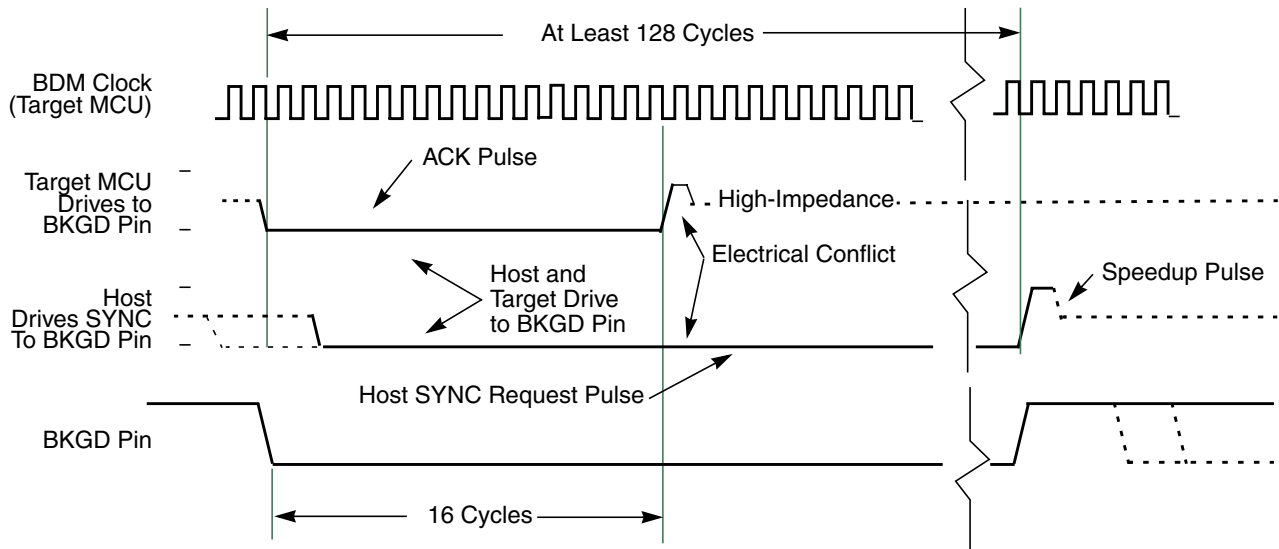 At Least 128 Cycles
BDM Clock
(Target MCU)
ACK Pulse
Target MCU
Drives to
BKGD Pin
High-Impedance
Electrical Conflict
Host and
Target Drive
to BKGD Pin
Speedup Pulse
Host
Drives SYNC
To BKGD Pin
Host SYNC Request Pulse
BKGD Pin
16 Cycles